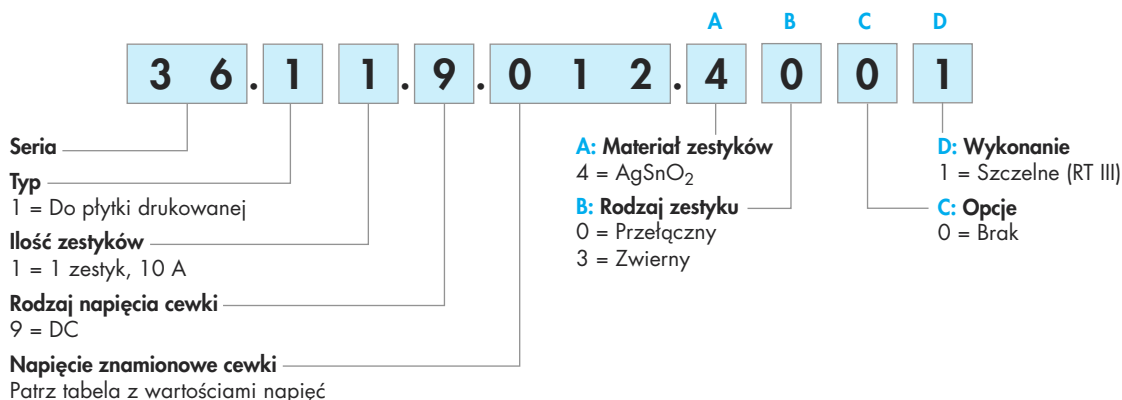 A B C D
3 6 . 1 1 . 9 . 0 1 2 . 4 0 0 1
Seria
Typ
1 = Do płytki drukowanej
Ilość zestyków
1 = 1 zestyk, 10 A
Rodzaj napięcia cewki
9 = DC
Napięcie znamionowe cewki
Patrz tabela z wartościami napięć
A: Materiał zestyków
4 = AgSnO2
B: Rodzaj zestyku
0 = Przełączny
3 = Zwierny
D: Wykonanie
1 = Szczelne (RT III)
C: Opcje
0 = Brak